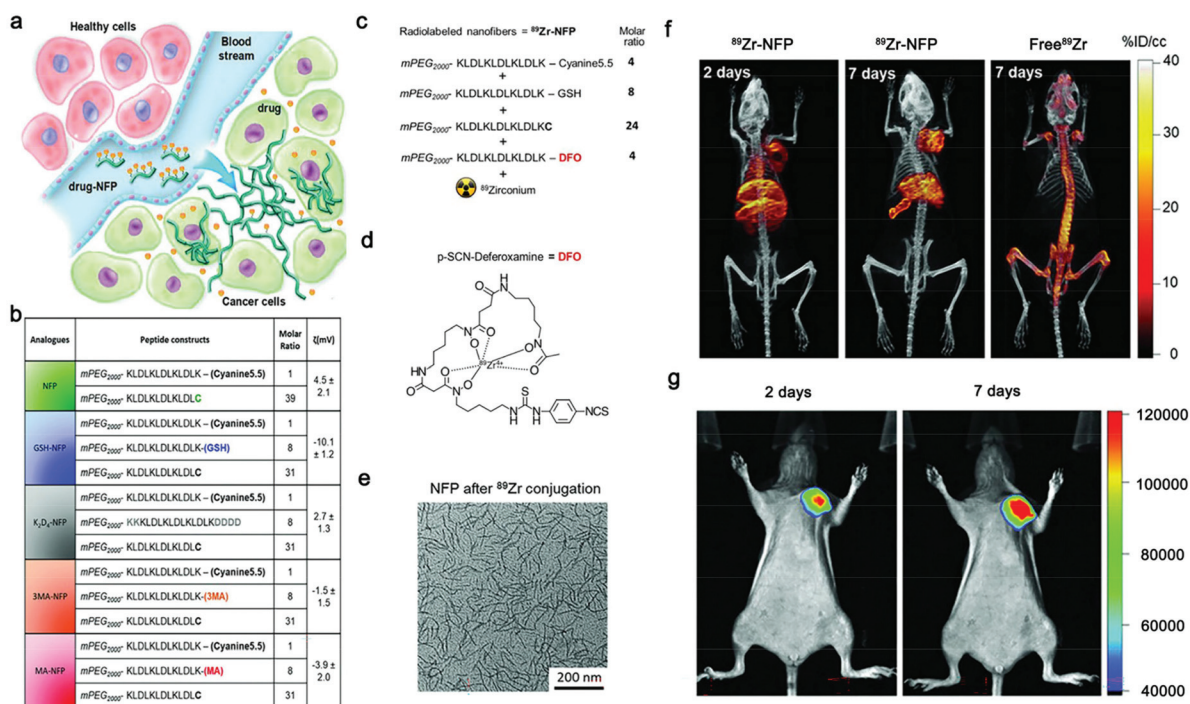 a
Healthy cells
Blood
stream
drug
drug-NFP
Cancer cells
b
Analogues Peptide constructs Molar Ratio ζ(mV)
NFP
mPEG2000- KLDLKLDLKLDLK – (Cyanine5.5) 1
mPEG2000- KLDLKLDLKLDLC 39
4.5 ± 2.1
GSH-NFP
mPEG2000- KLDLKLDLKLDLK – (Cyanine5.5) 1
mPEG2000- KLDLKLDLKLDLK-(GSH) 8
mPEG2000- KLDLKLDLKLDLC 31
-10.1 ± 1.2
K2D4-NFP
mPEG2000- KLDLKLDLKLDLK – (Cyanine5.5) 1
mPEG2000- KKKLDLKLDLKLDLKDDDD 8
mPEG2000- KLDLKLDLKLDLC 31
2.7 ± 1.3
3MA-NFP
mPEG2000- KLDLKLDLKLDLK – (Cyanine5.5) 1
mPEG2000- KLDLKLDLKLDLK-(3MA) 8
mPEG2000- KLDLKLDLKLDLC 31
-1.5 ± 1.5
MA-NFP
mPEG2000- KLDLKLDLKLDLK – (Cyanine5.5) 1
mPEG2000- KLDLKLDLKLDLK-(MA) 8
mPEG2000- KLDLKLDLKLDLC 31
-3.9 ± 2.0
c
Radiolabeled nanofibers = 89Zr-NFP
Molar
ratio
mPEG2000- KLDLKLDLKLDLK – Cyanine5.5 4
+
mPEG2000- KLDLKLDLKLDLK – GSH 8
+
mPEG2000- KLDLKLDLKLDLKC 24
+
mPEG2000- KLDLKLDLKLDLK – DFO 4
+
89Zirconium
d
p-SCN-Deferoxamine = DFO
H
N
O
O
N
O
O
N
O
89Zr4+
O
HN
O
O
N
O
S
N
H
N
H
NCS
e
NFP after 89Zr conjugation
200 nm
f
89Zr-NFP 89Zr-NFP Free89Zr %ID/cc
2 days 7 days 7 days
40
30
20
10
0
g
2 days 7 days
120000
100000
80000
60000
40000